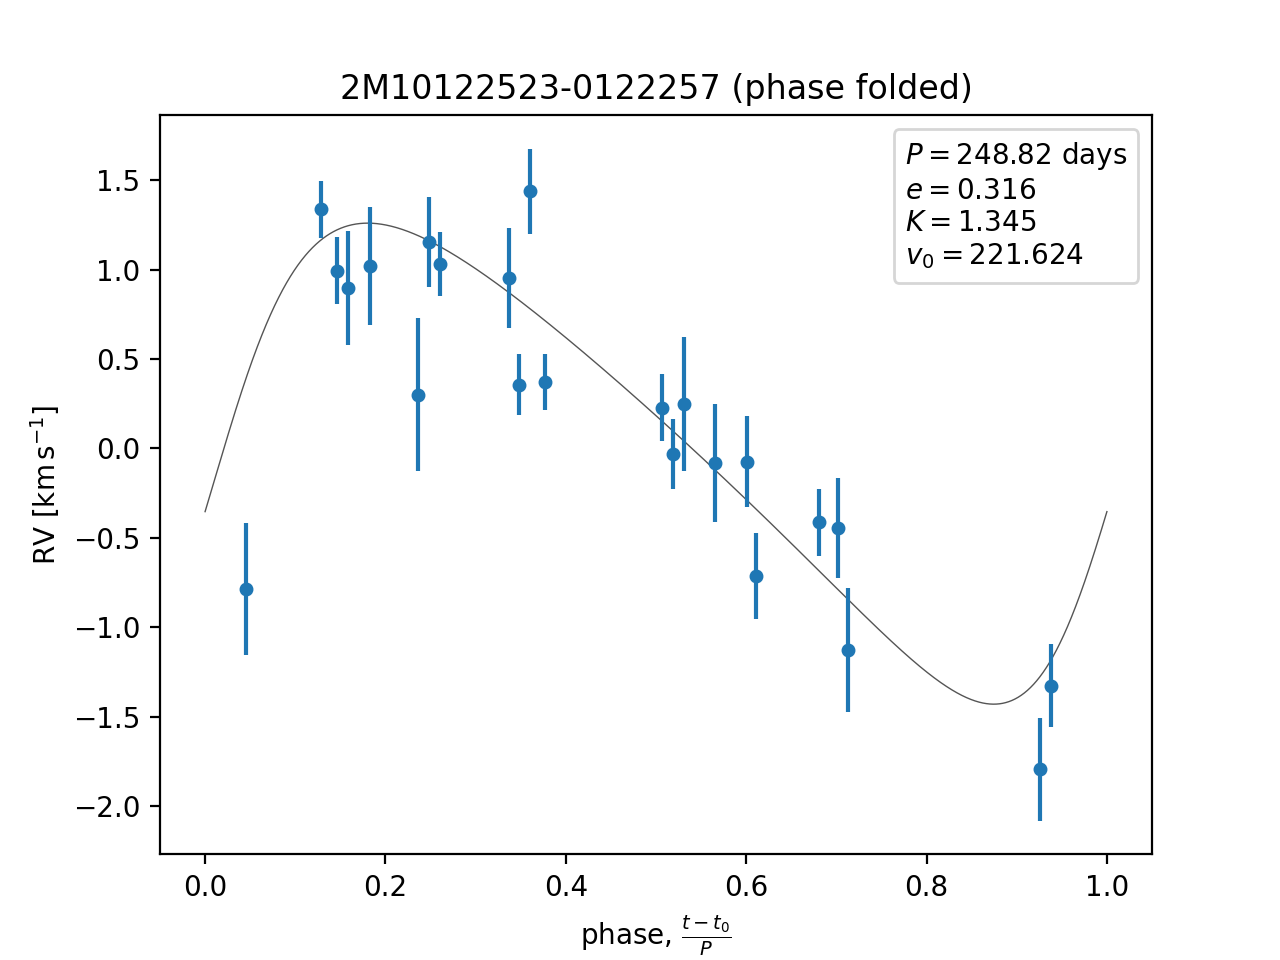 2M10122523-0122257 (phase folded)
P = 248.82 days
e = 0.316
K = 1.345
v₀ = 221.624
RV [km s⁻¹]
1.5
1.0
0.5
0.0
−0.5
−1.0
−1.5
−2.0
0.0 0.2 0.4 0.6 0.8 1.0
phase, (t − t₀)/P